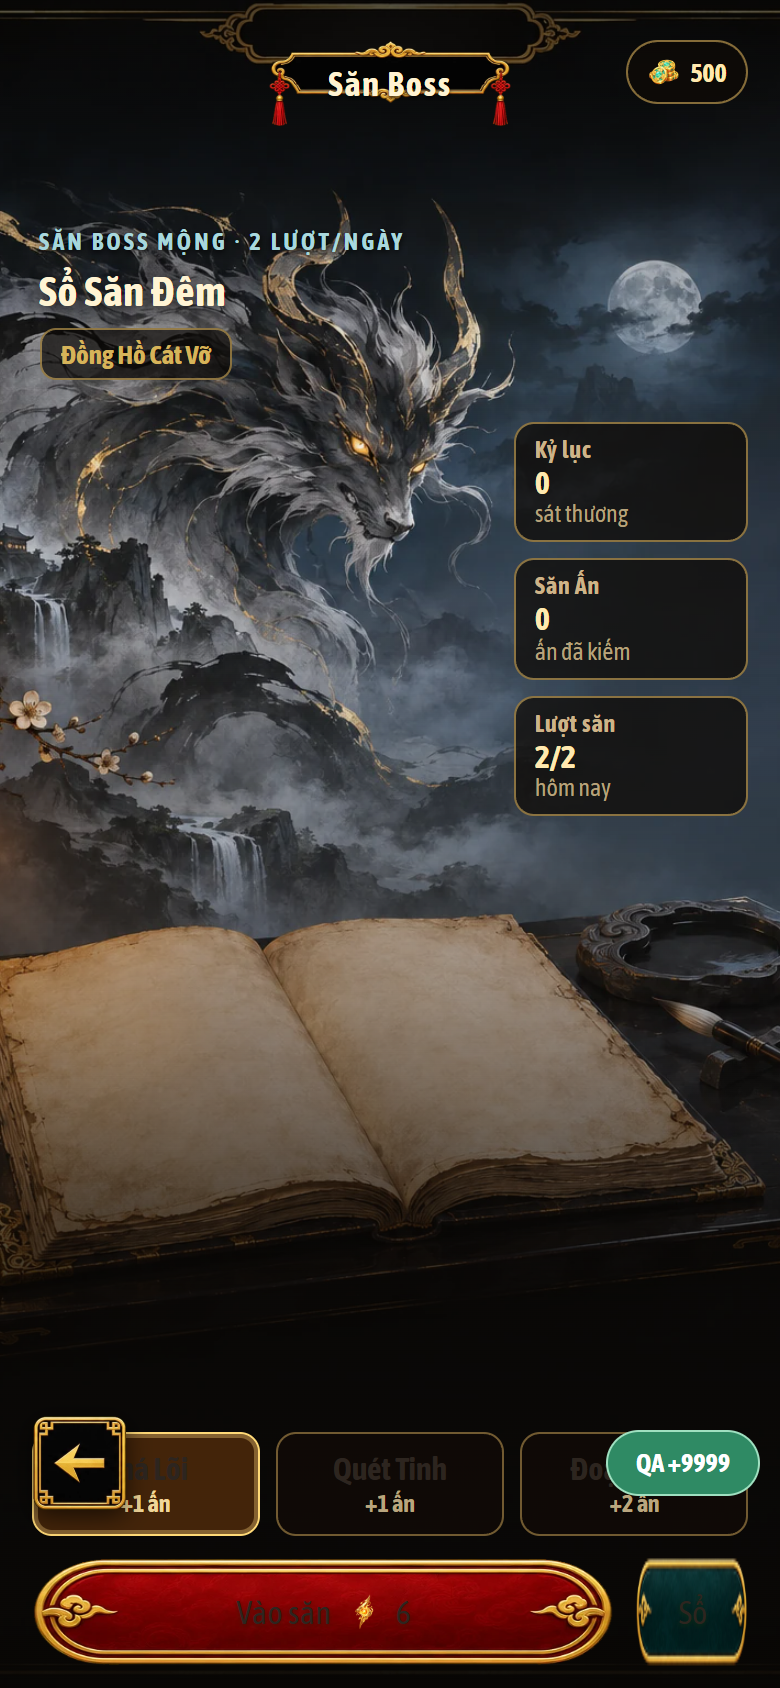 Săn Boss
500
SĂN BOSS MỘNG · 2 LƯỢT/NGÀY
Sổ Săn Đêm
Đồng Hồ Cát Vỡ
Kỷ lục
0
sát thương
Săn Ấn
0
ấn đã kiếm
Lượt săn
2/2
hôm nay
Lõi
+1 ấn
Quét Tinh
+1 ấn
+2 ấn
QA +9999
Vào săn 6
Sổ